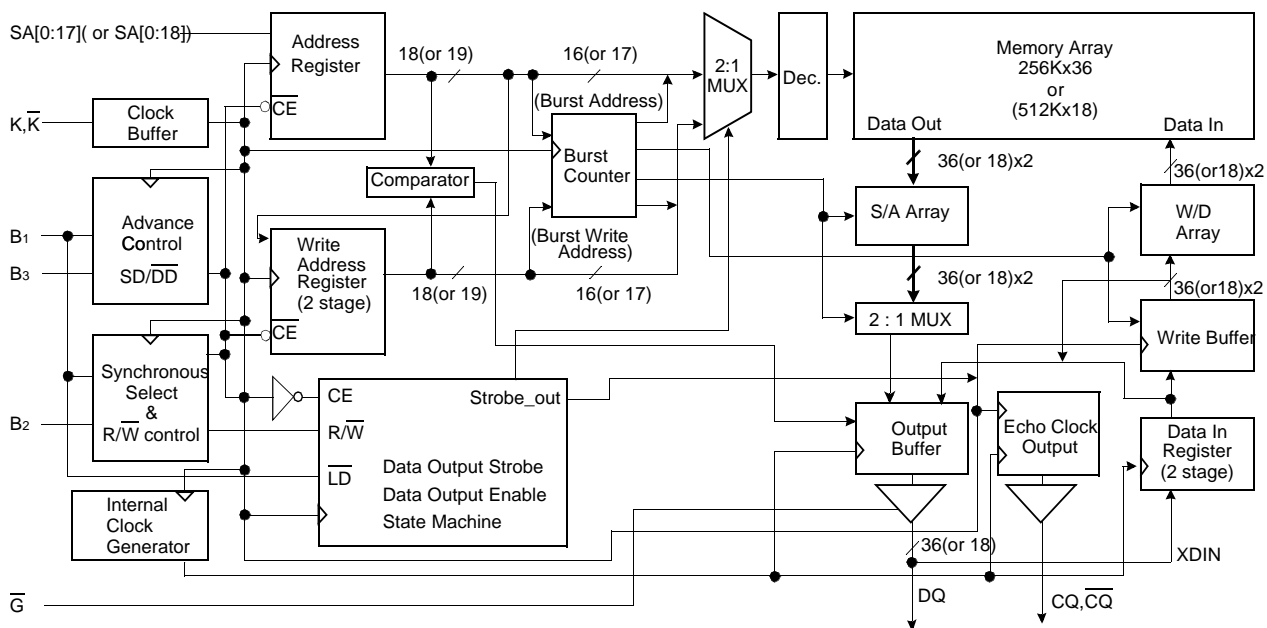 SA[0:17]( or SA[0:18])
Address
Register
CE
18(or 19)
16(or 17)
(Burst Address)
2:1
MUX
Dec.
Memory Array
256Kx36
or
(512Kx18)
Data Out
Data In
K,K
Clock
Buffer
36(or 18)x2
36(or18)x2
Comparator
Burst
Counter
S/A Array
W/D
Array
B1
B3
Advance
Control
SD/DD
Write
Address
Register
(2 stage)
CE
(Burst Write
Address)
18(or 19)
16(or 17)
36(or 18)x2
36(or18)x2
2 : 1 MUX
Write Buffer
B2
Synchronous
Select
&
R/W control
CE
R/W
LD
Strobe_out
Data Output Strobe
Data Output Enable
State Machine
Output
Buffer
Echo Clock
Output
Data In
Register
(2 stage)
Internal
Clock
Generator
36(or 18)
XDIN
G
DQ
CQ,CQ